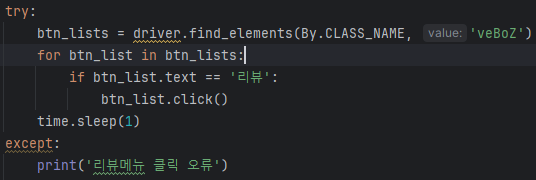 try:
    btn_lists = driver.find_elements(By.CLASS_NAME, value: 'veBoZ')
    for btn_list in btn_lists:
        if btn_list.text == '리뷰':
            btn_list.click()
    time.sleep(1)
except:
    print('리뷰메뉴 클릭 오류')